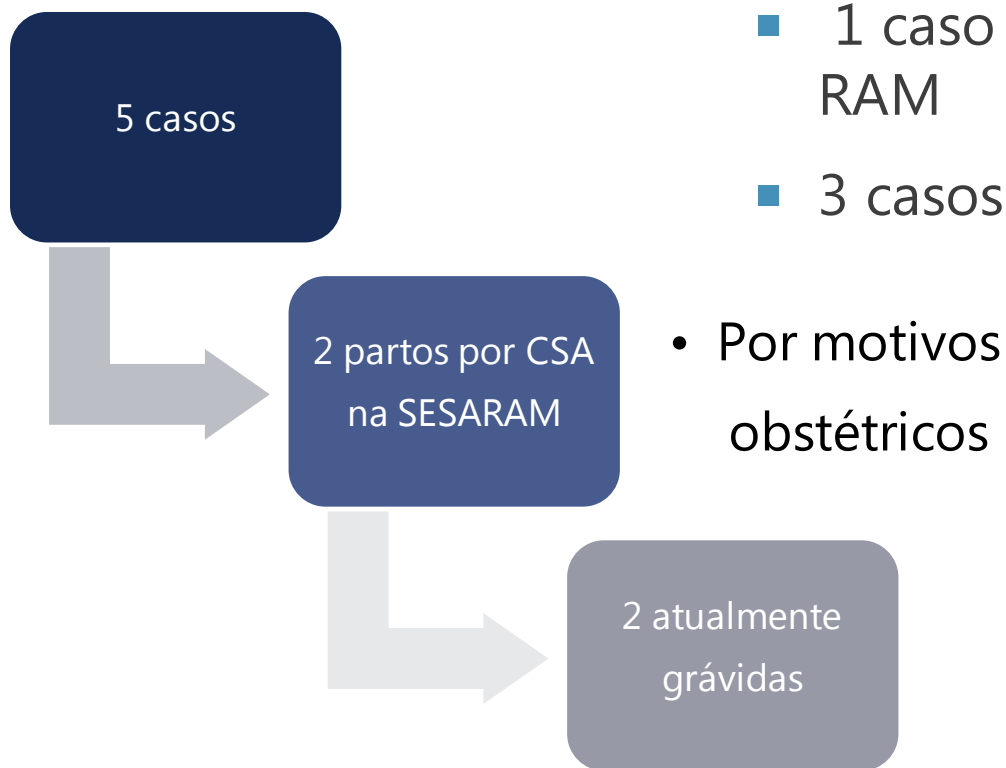 5 casos
1 caso
RAM
3 casos
2 partos por CSA
na SESARAM
• Por motivos
obstétricos
2 atualmente
grávidas